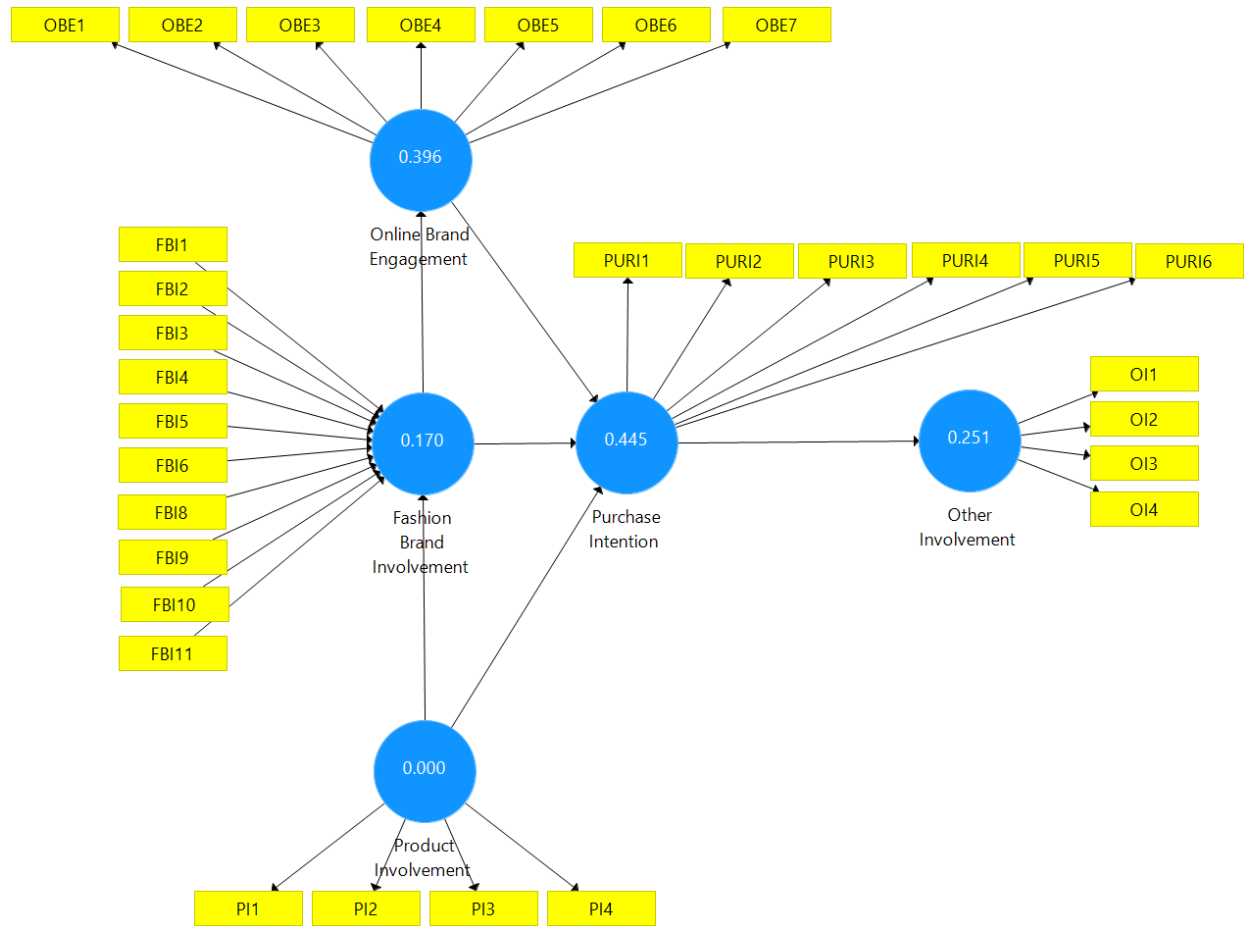 OBE1
OBE2
OBE3
OBE4
OBE5
OBE6
OBE7
0.396
Online Brand
Engagement
FBI1
FBI2
FBI3
FBI4
FBI5
FBI6
FBI8
FBI9
FBI10
FBI11
0.170
Fashion
Brand
Involvement
PURI1
PURI2
PURI3
PURI4
PURI5
PURI6
0.445
Purchase
Intention
0.251
Other
Involvement
OI1
OI2
OI3
OI4
0.000
Product
Involvement
PI1
PI2
PI3
PI4